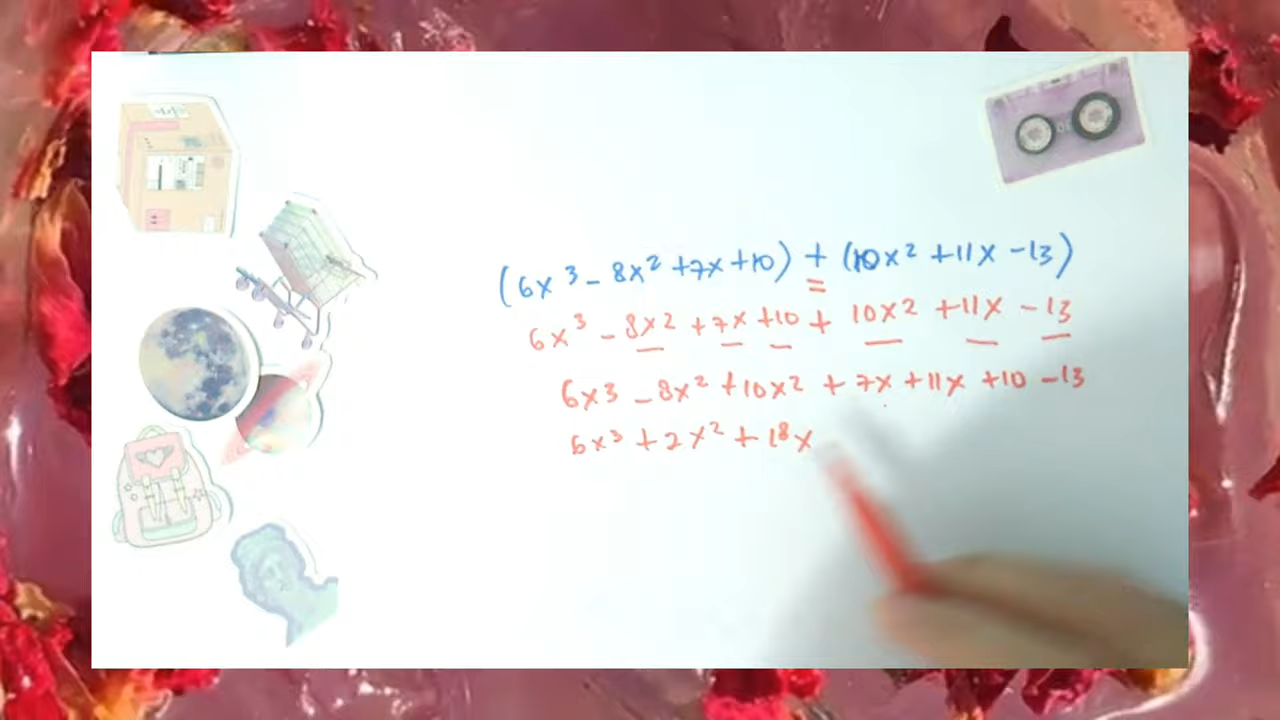 (6x³ - 8x² + 7x + 10) + (10x² + 11x - 13)
6x³ - 8x2 + 7x + 10 + 10x2 + 11x - 13
6x3 - 8x² + 10x2 + 7x + 11x + 10 - 13
6x³ + 2x² + 18x